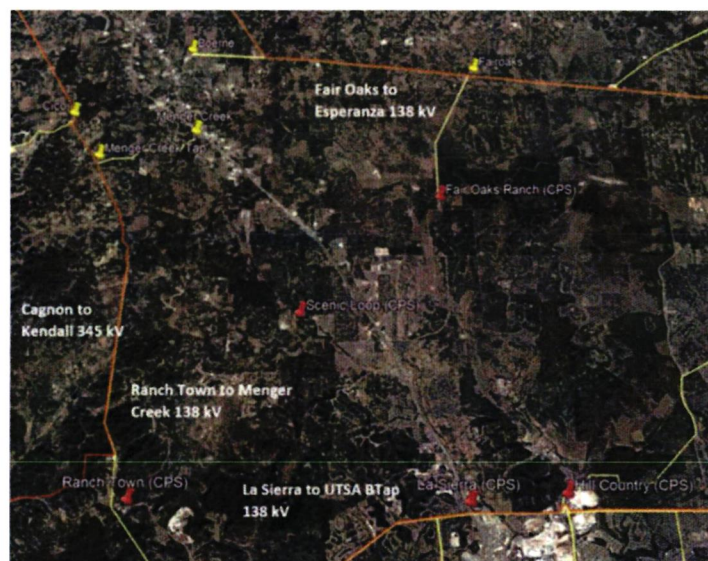 Boerne
Fairoaks
Fair Oaks to
Esperanza 138 kV
Cico
Menger Creek
Menger Creek Tap
Fair Oaks Ranch (CPS)
Cagnon to
Kendall 345 kV
Scenic Loop (CPS)
Ranch Town to Menger
Creek 138 kV
Ranch Town (CPS)
La Sierra to UTSA BTap
138 kV
La Sierra (CPS)
Hill Country (CPS)